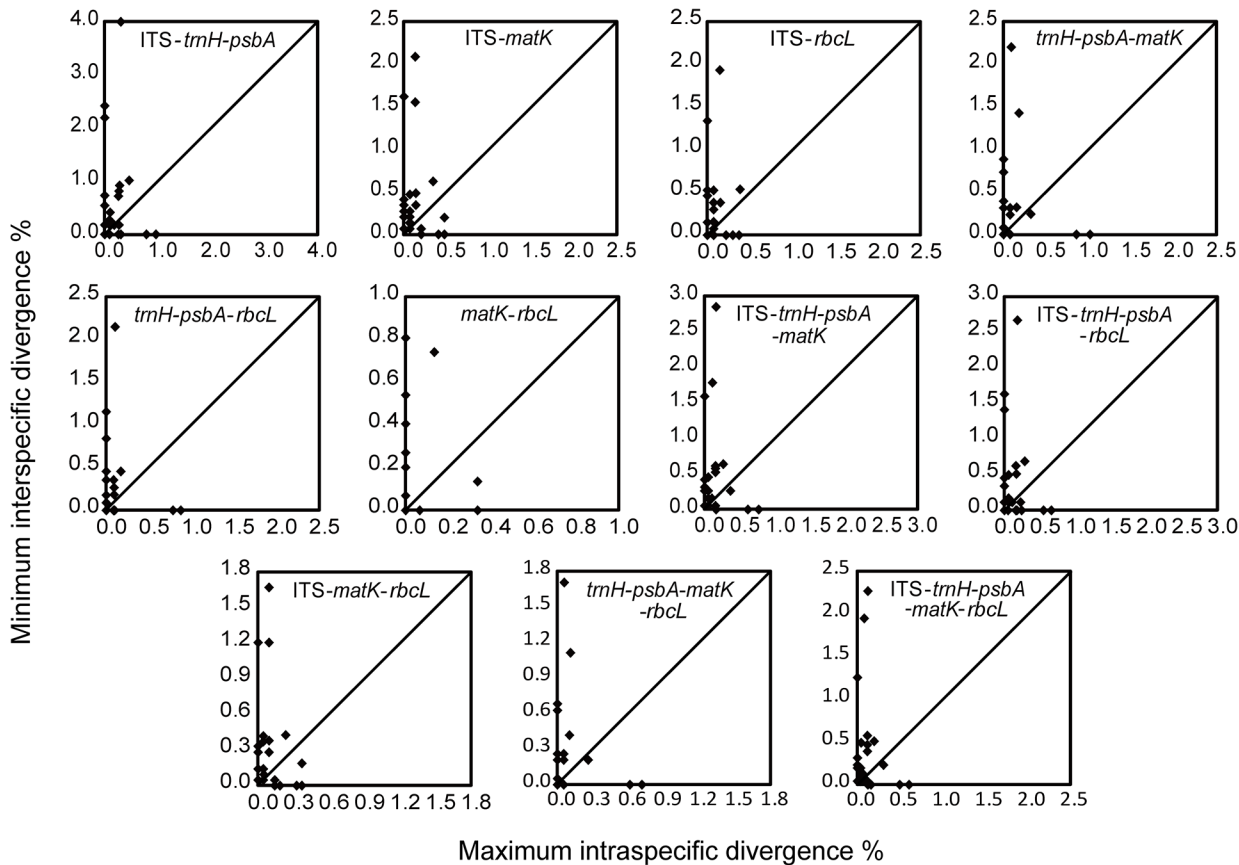 Minimum interspecific divergence %
ITS-trnH-psbA
4.0
3.0
2.0
1.0
0.0
0.0 1.0 2.0 3.0 4.0
ITS-matK
2.5
2.0
1.5
1.0
0.5
0.0
0.0 0.5 1.0 1.5 2.0 2.5
ITS-rbcL
2.5
2.0
1.5
1.0
0.5
0.0
0.0 0.5 1.0 1.5 2.0 2.5
trnH-psbA-matK
2.5
2.0
1.5
1.0
0.5
0.0
0.0 0.5 1.0 1.5 2.0 2.5
trnH-psbA-rbcL
2.5
2.0
1.5
1.0
0.5
0.0
0.0 0.5 1.0 1.5 2.0 2.5
matK-rbcL
1.0
0.8
0.6
0.4
0.2
0.0
0.0 0.2 0.4 0.6 0.8 1.0
ITS-trnH-psbA
-matK
3.0
2.5
2.0
1.5
1.0
0.5
0.0
0.0 0.5 1.0 1.5 2.0 2.5 3.0
ITS-trnH-psbA
-rbcL
3.0
2.5
2.0
1.5
1.0
0.5
0.0
0.0 0.5 1.0 1.5 2.0 2.5 3.0
ITS-matK-rbcL
1.8
1.5
1.2
0.9
0.6
0.3
0.0
0.0 0.3 0.6 0.9 1.2 1.5 1.8
trnH-psbA-matK
-rbcL
1.8
1.5
1.2
0.9
0.6
0.3
0.0
0.0 0.3 0.6 0.9 1.2 1.5 1.8
ITS-trnH-psbA
-matK-rbcL
2.5
2.0
1.5
1.0
0.5
0.0
0.0 0.5 1.0 1.5 2.0 2.5
Maximum intraspecific divergence %